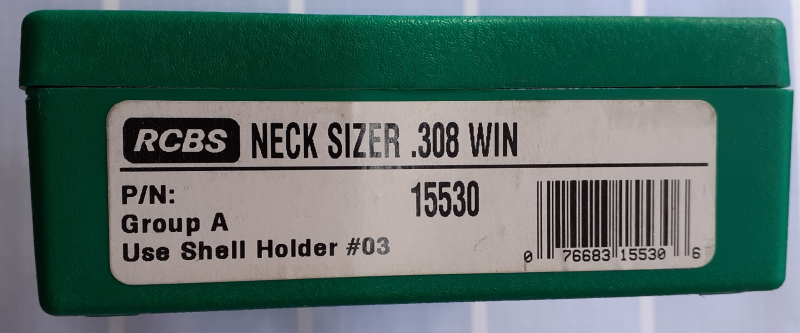 RCBS NECK SIZER .308 WIN
P/N: 15530
Group A
Use Shell Holder #03
0 76683 15530 6